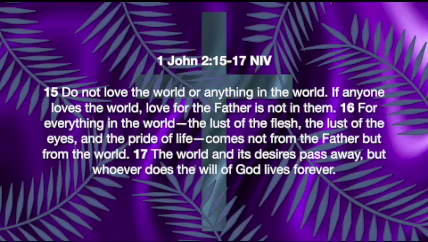 1 John 2:15-17 NIV
15 Do not love the world or anything in the world. If anyone
loves the world, love for the Father is not in them. 16 For
everything in the world—the lust of the flesh, the lust of the
eyes, and the pride of life—comes not from the Father but
from the world. 17 The world and its desires pass away, but
whoever does the will of God lives forever.